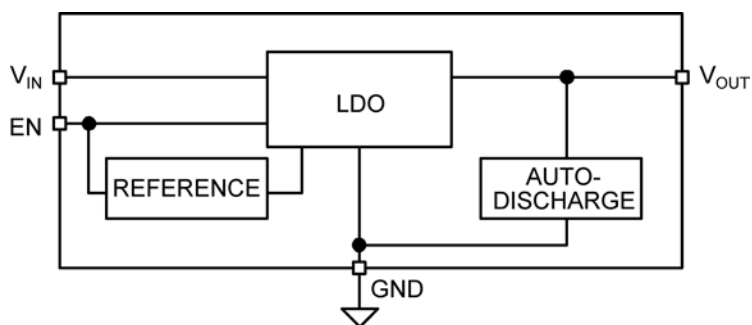 V_IN
LDO
V_OUT
EN
REFERENCE
AUTO-
DISCHARGE
GND